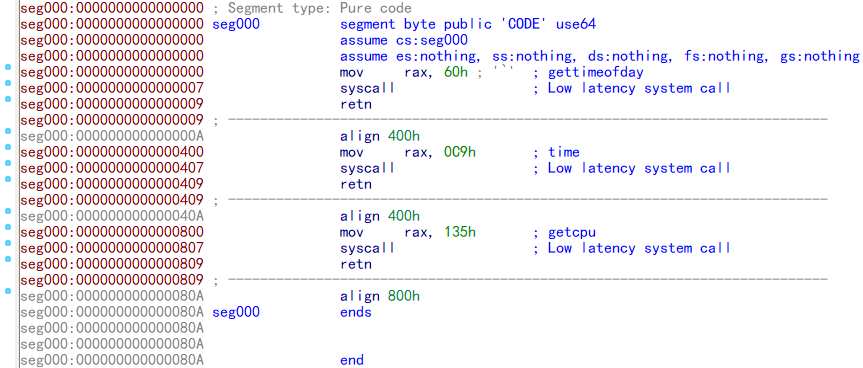 seg000:0000000000000000 ; Segment type: Pure code
seg000:0000000000000000 seg000          segment byte public 'CODE' use64
seg000:0000000000000000                 assume cs:seg000
seg000:0000000000000000                 assume es:nothing, ss:nothing, ds:nothing, fs:nothing, gs:nothing
seg000:0000000000000000                 mov     rax, 60h ; '`'  ; gettimeofday
seg000:0000000000000007                 syscall                 ; Low latency system call
seg000:0000000000000009                 retn
seg000:0000000000000009 ; ---------------------------------------------------------------------------
seg000:000000000000000A                 align 400h
seg000:0000000000000400                 mov     rax, 0C9h       ; time
seg000:0000000000000407                 syscall                 ; Low latency system call
seg000:0000000000000409                 retn
seg000:0000000000000409 ; ---------------------------------------------------------------------------
seg000:000000000000040A                 align 400h
seg000:0000000000000800                 mov     rax, 135h       ; getcpu
seg000:0000000000000807                 syscall                 ; Low latency system call
seg000:0000000000000809                 retn
seg000:0000000000000809 ; ---------------------------------------------------------------------------
seg000:000000000000080A                 align 800h
seg000:000000000000080A seg000          ends
seg000:000000000000080A
seg000:000000000000080A
seg000:000000000000080A                 end